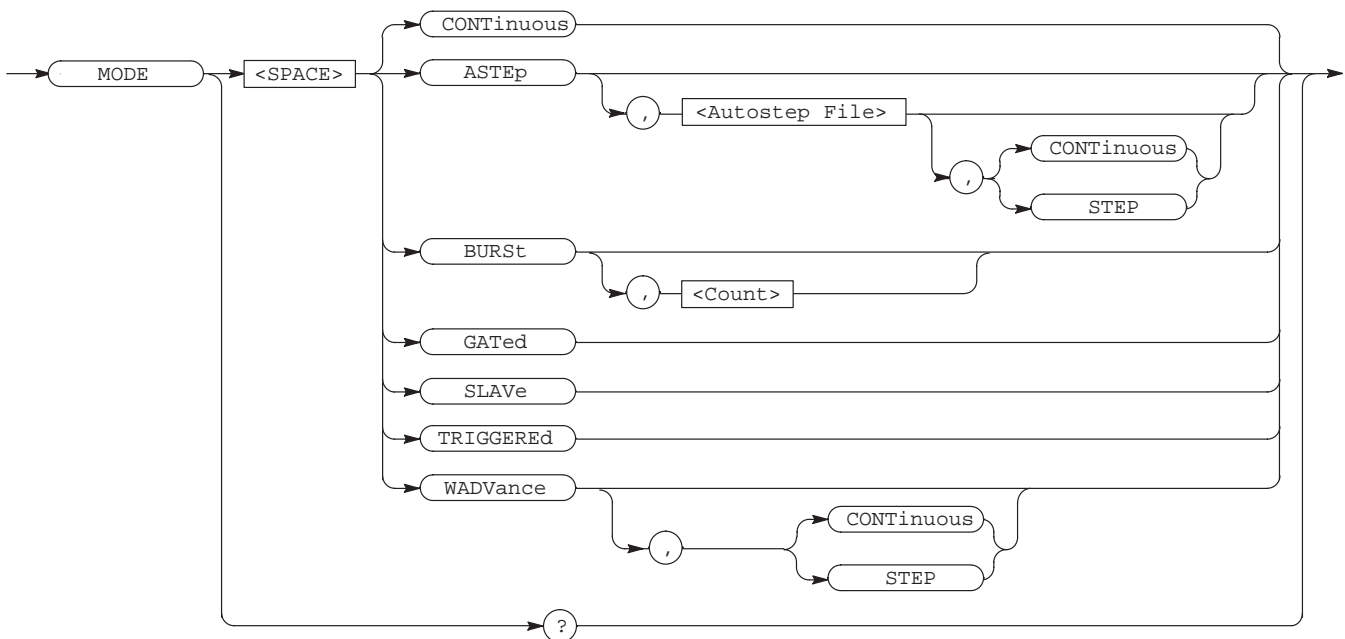 CONTinuous
MODE <SPACE> ASTEp
, <Autostep File>
CONTinuous
,
STEP
BURSt
, <Count>
GATed
SLAVe
TRIGGEREd
WADVance
CONTinuous
,
STEP
?